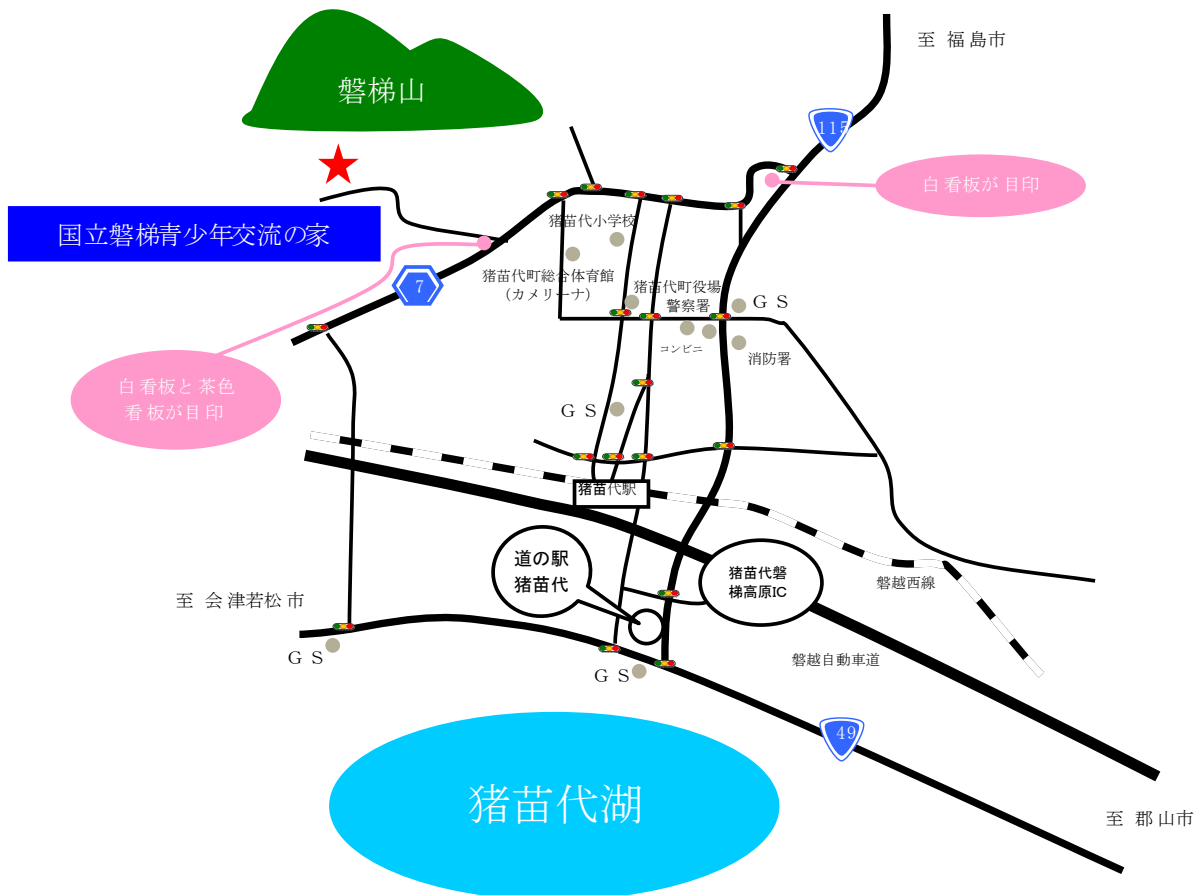 至 福島市
磐梯山
115
白看板が目印
猪苗代小学校
国立磐梯青少年交流の家
猪苗代町総合体育館
（カメリーナ）
7
猪苗代町役場
警察署
ＧＳ
コンビニ
消防署
白看板と茶色
看板が目印
ＧＳ
猪苗代駅
道の駅
猪苗代
猪苗代磐
梯高原IC
磐越西線
至 会津若松市
ＧＳ
磐越自動車道
ＧＳ
49
猪苗代湖
至 郡山市